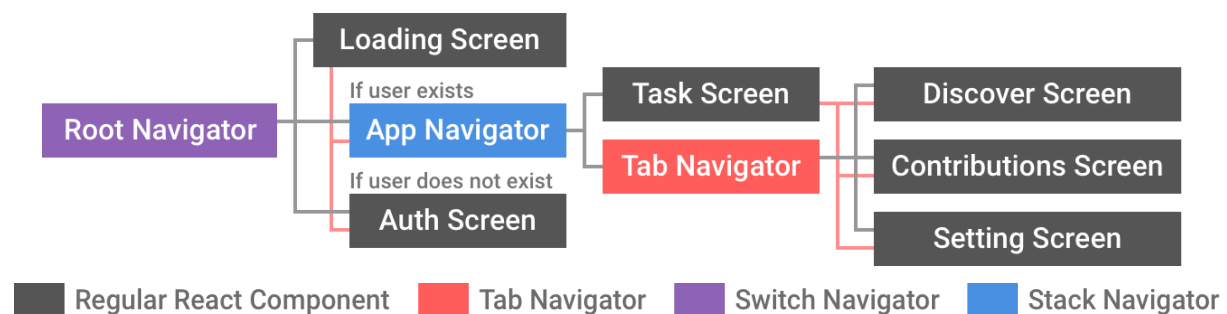 Loading Screen
If user exists
Root Navigator
App Navigator
If user does not exist
Auth Screen
Task Screen
Tab Navigator
Discover Screen
Contributions Screen
Setting Screen
Regular React Component
Tab Navigator
Switch Navigator
Stack Navigator